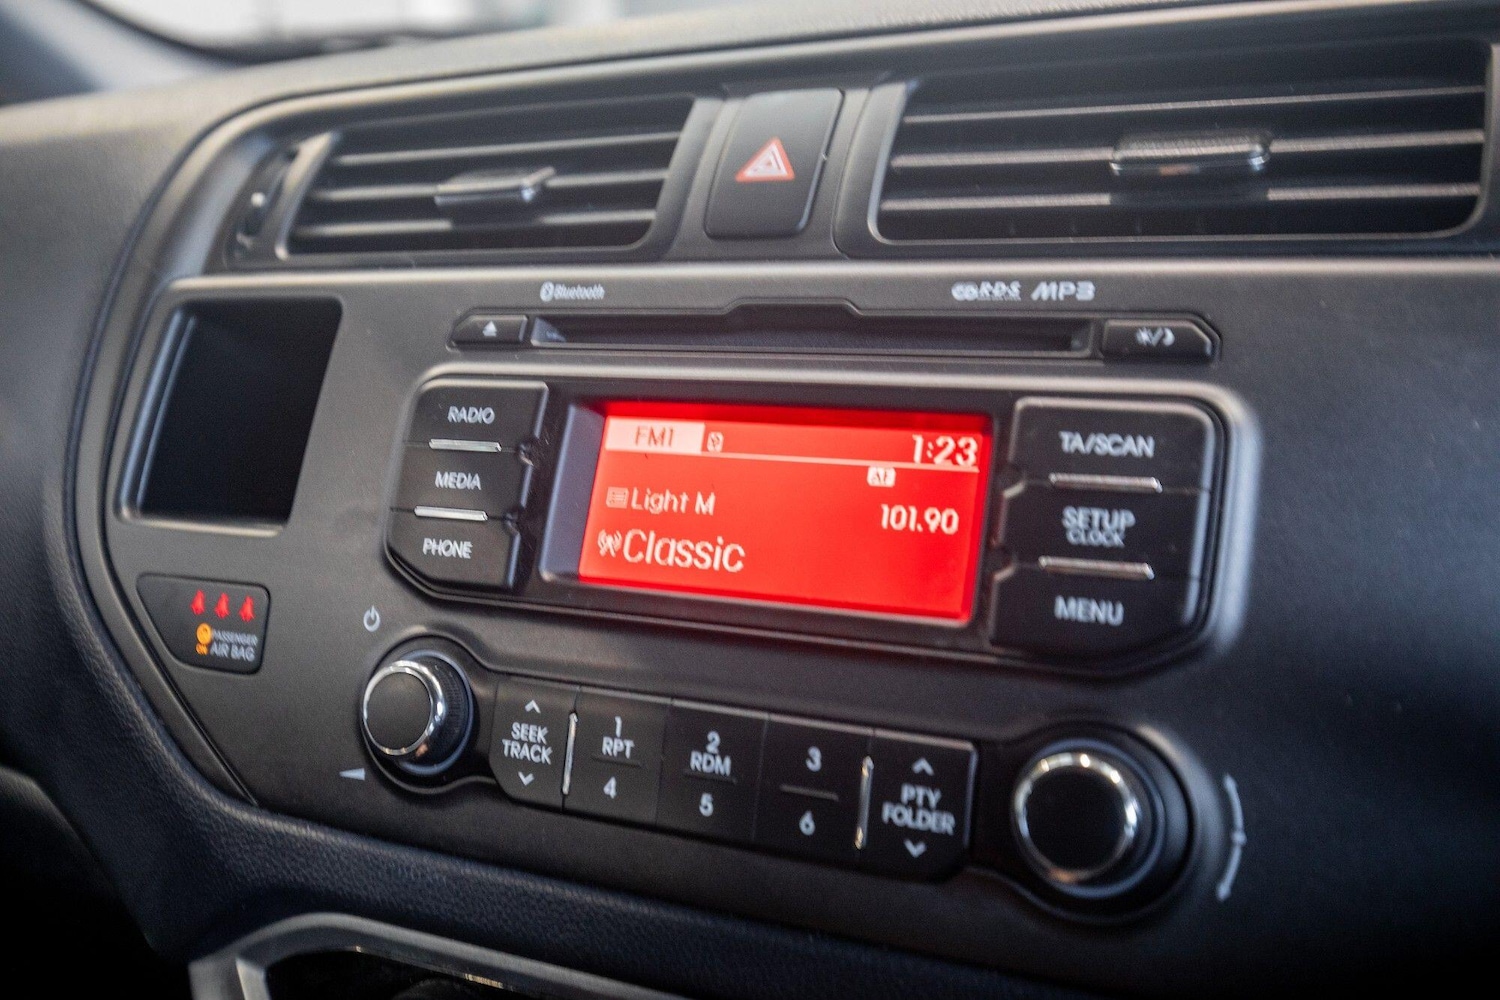 Bluetooth
R·D·S MP3
RADIO
MEDIA
PHONE
FM1
1:23
AF
Light M
101.90
Classic
TA/SCAN
SETUP
CLOCK
MENU
PASSENGER
ON AIR BAG
SEEK
TRACK
1
RPT
4
2
RDM
5
3
6
PTY
FOLDER